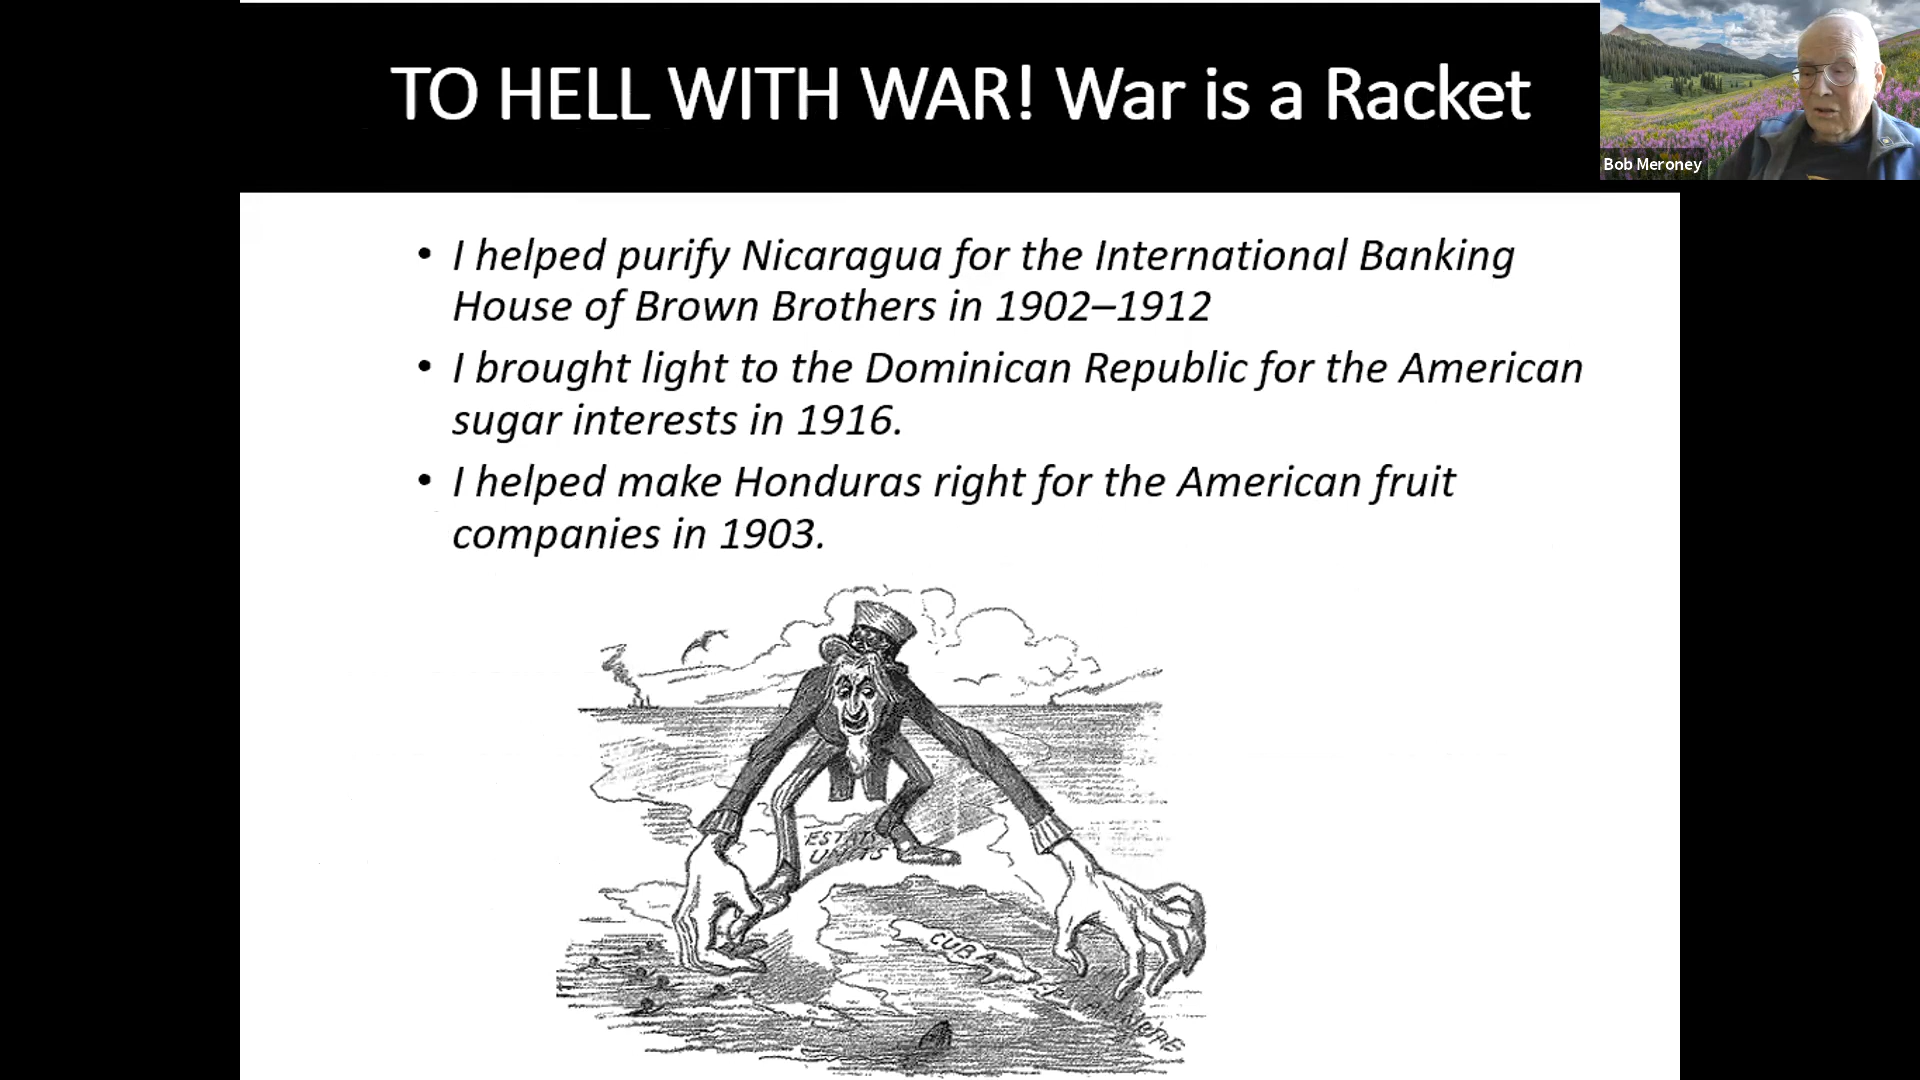 TO HELL WITH WAR! War is a Racket
Bob Meroney
• I helped purify Nicaragua for the International Banking
House of Brown Brothers in 1902–1912
• I brought light to the Dominican Republic for the American
sugar interests in 1916.
• I helped make Honduras right for the American fruit
companies in 1903.
CUBA